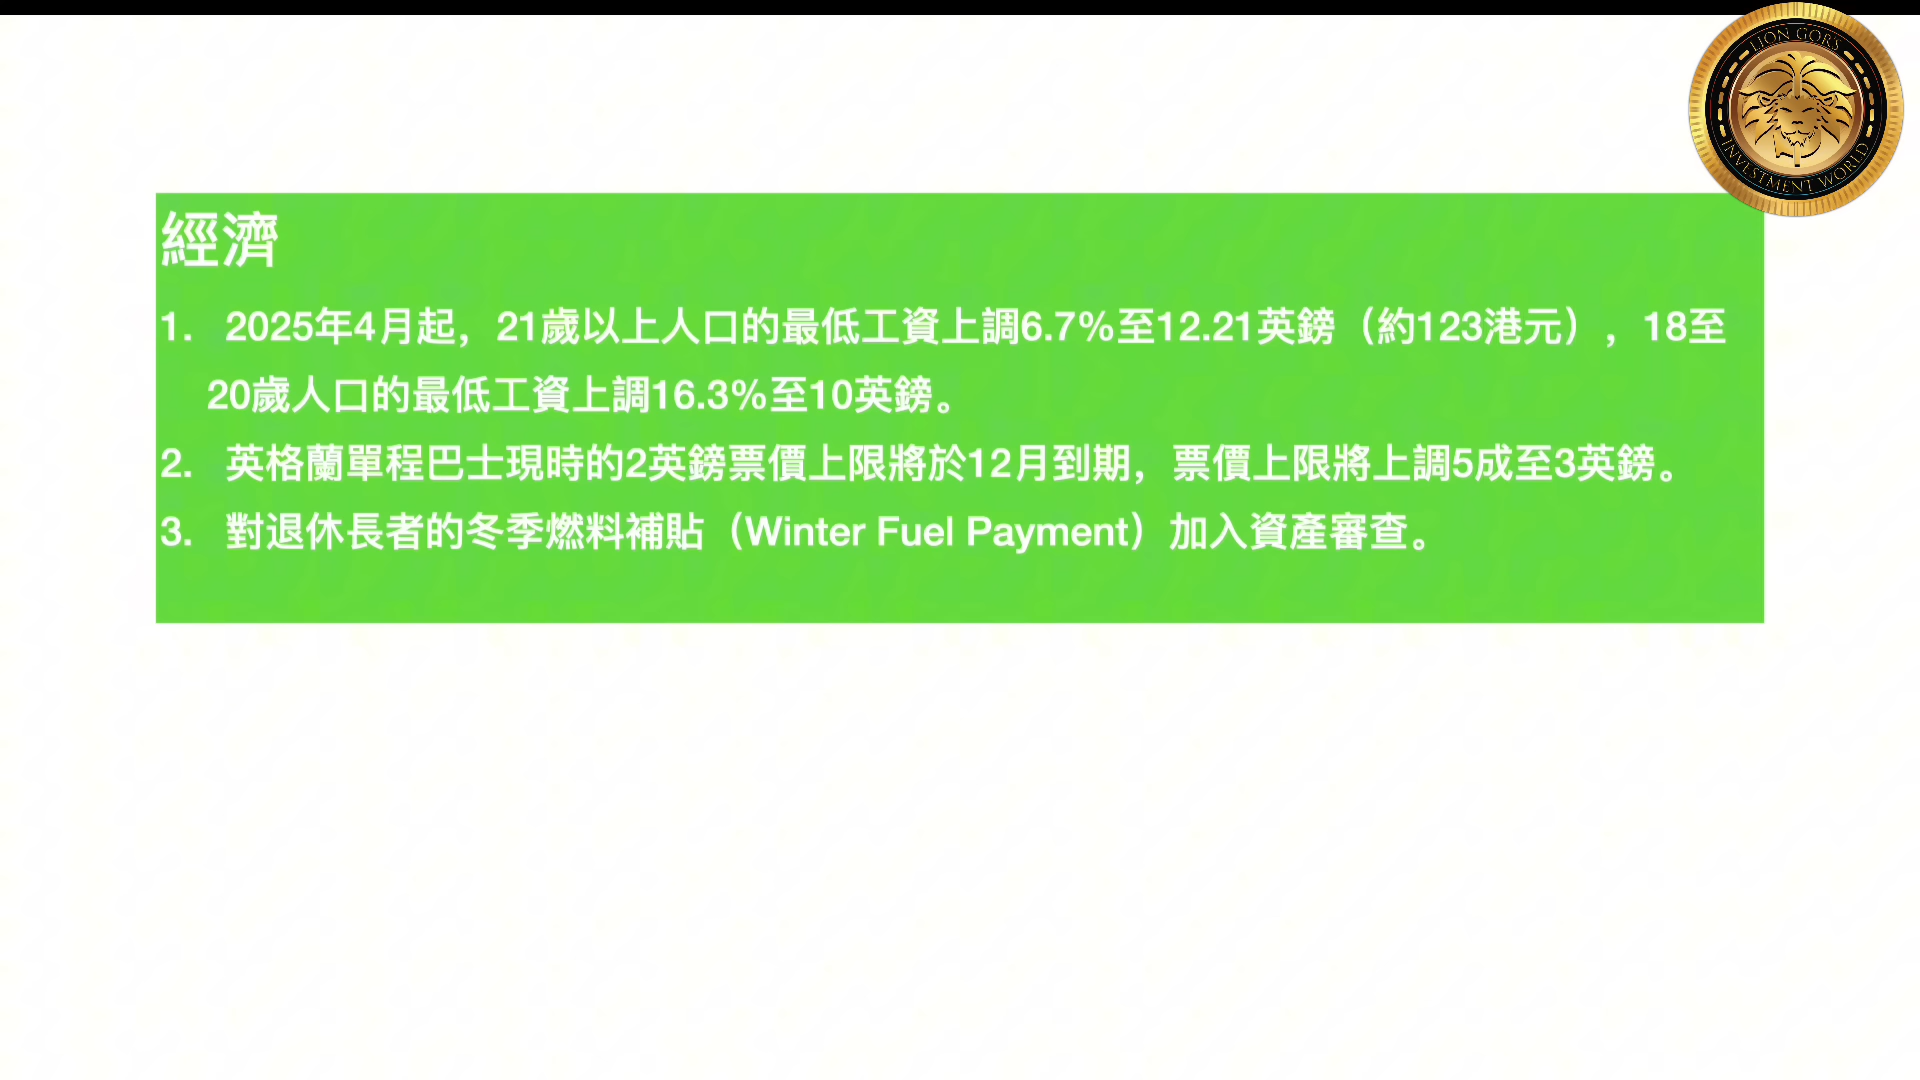 LION GORS
INVESTMENT WORLD
經濟
1. 2025年4月起，21歲以上人口的最低工資上調6.7%至12.21英鎊（約123港元），18至
20歲人口的最低工資上調16.3%至10英鎊。
2. 英格蘭單程巴士現時的2英鎊票價上限將於12月到期，票價上限將上調5成至3英鎊。
3. 對退休長者的冬季燃料補貼（Winter Fuel Payment）加入資產審查。